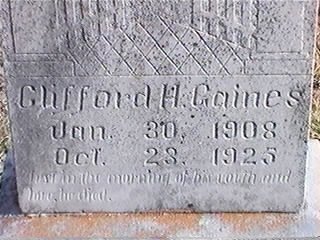 Clifford H. Gaines
Jan. 30, 1908
Oct. 23, 1925
Just in the morning of his youth and
love, he died.